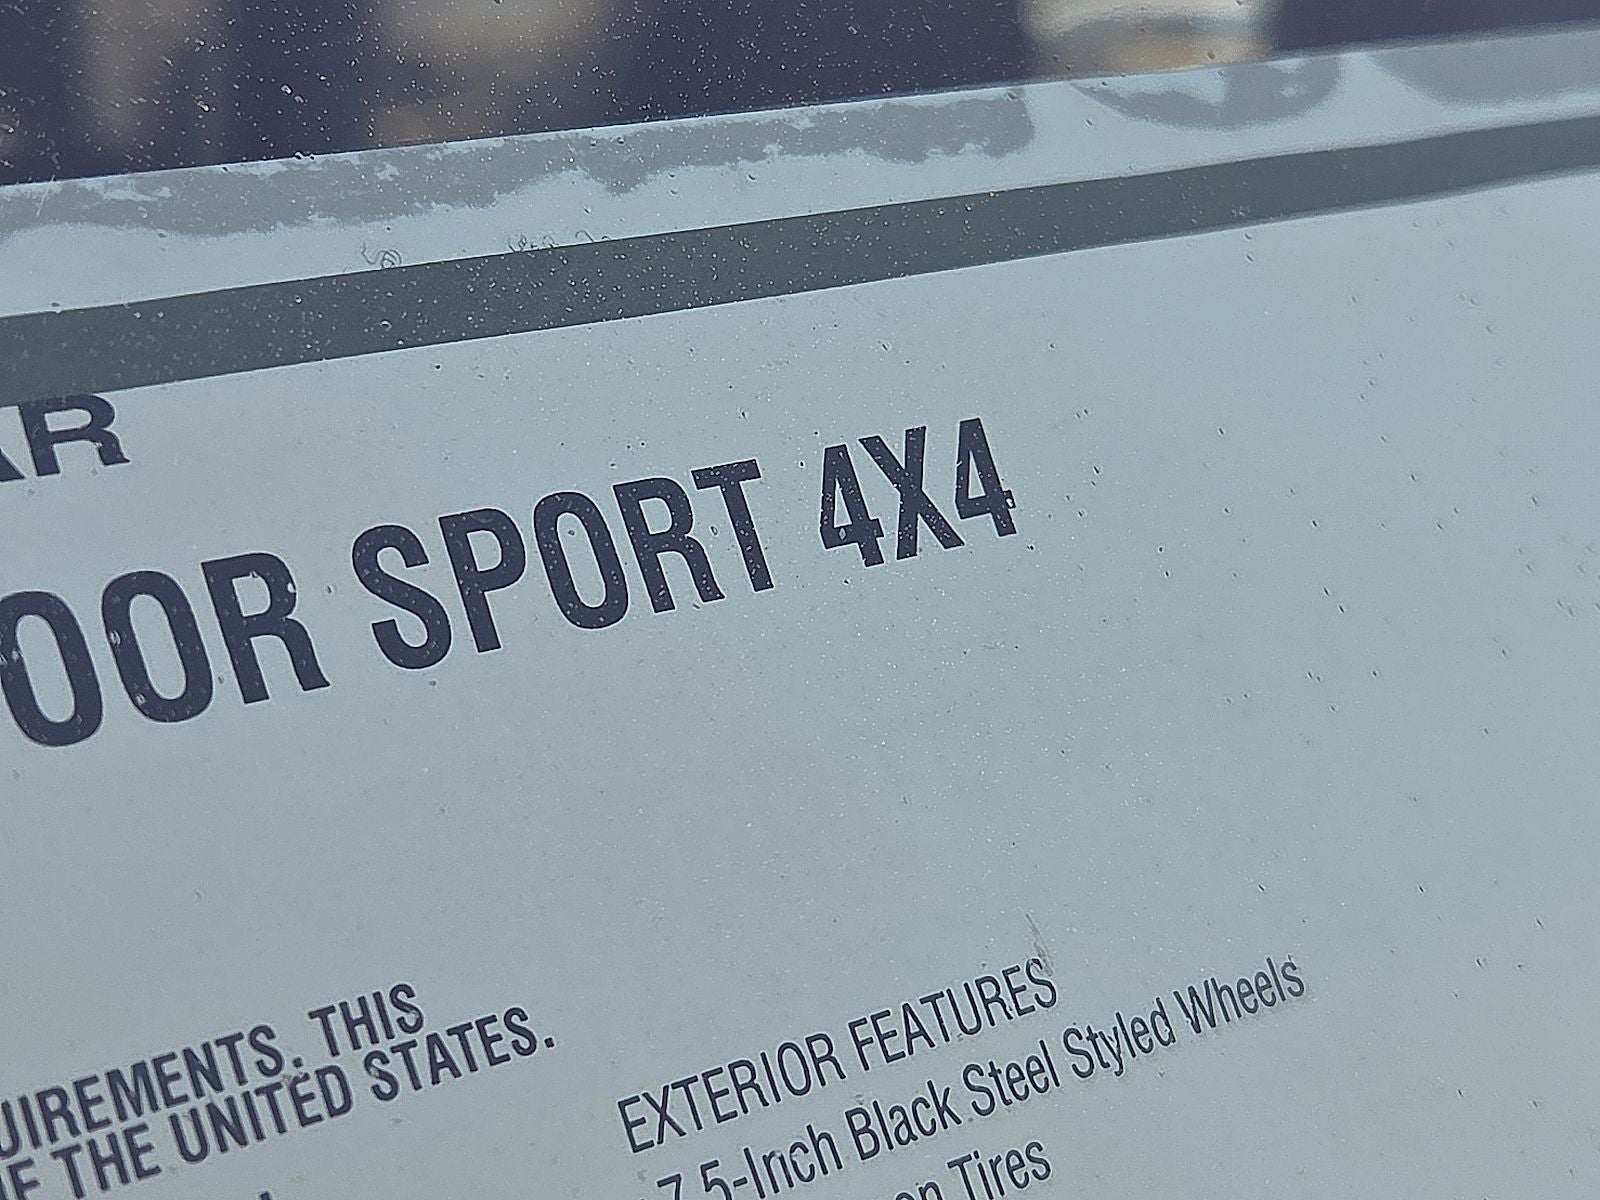 AR
OOR SPORT 4X4
UIREMENTS. THIS
THE UNITED STATES.
EXTERIOR FEATURES
7.5-Inch Black Steel Styled Wheels
on Tires